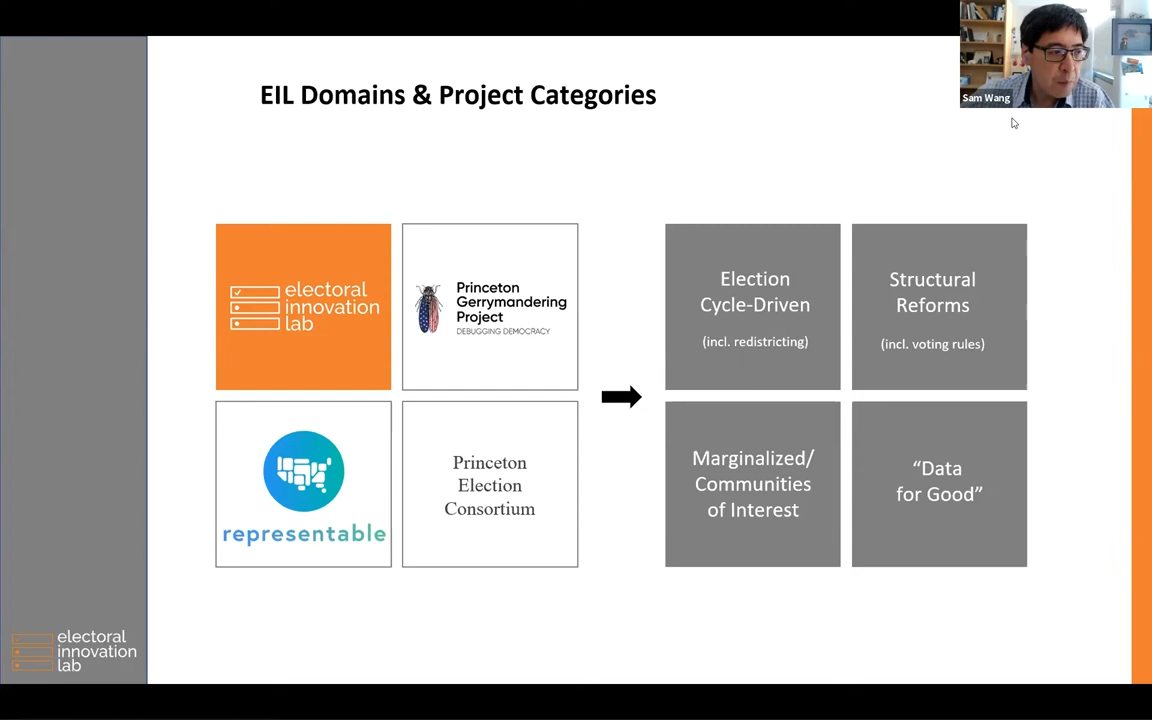 EIL Domains & Project Categories
Sam Wang
electoral
innovation
lab
Princeton
Gerrymandering
Project
DEBUGGING DEMOCRACY
representable
Princeton
Election
Consortium
Election
Cycle-Driven
(incl. redistricting)
Structural
Reforms
(incl. voting rules)
Marginalized/
Communities
of Interest
“Data
for Good”
electoral
innovation
lab